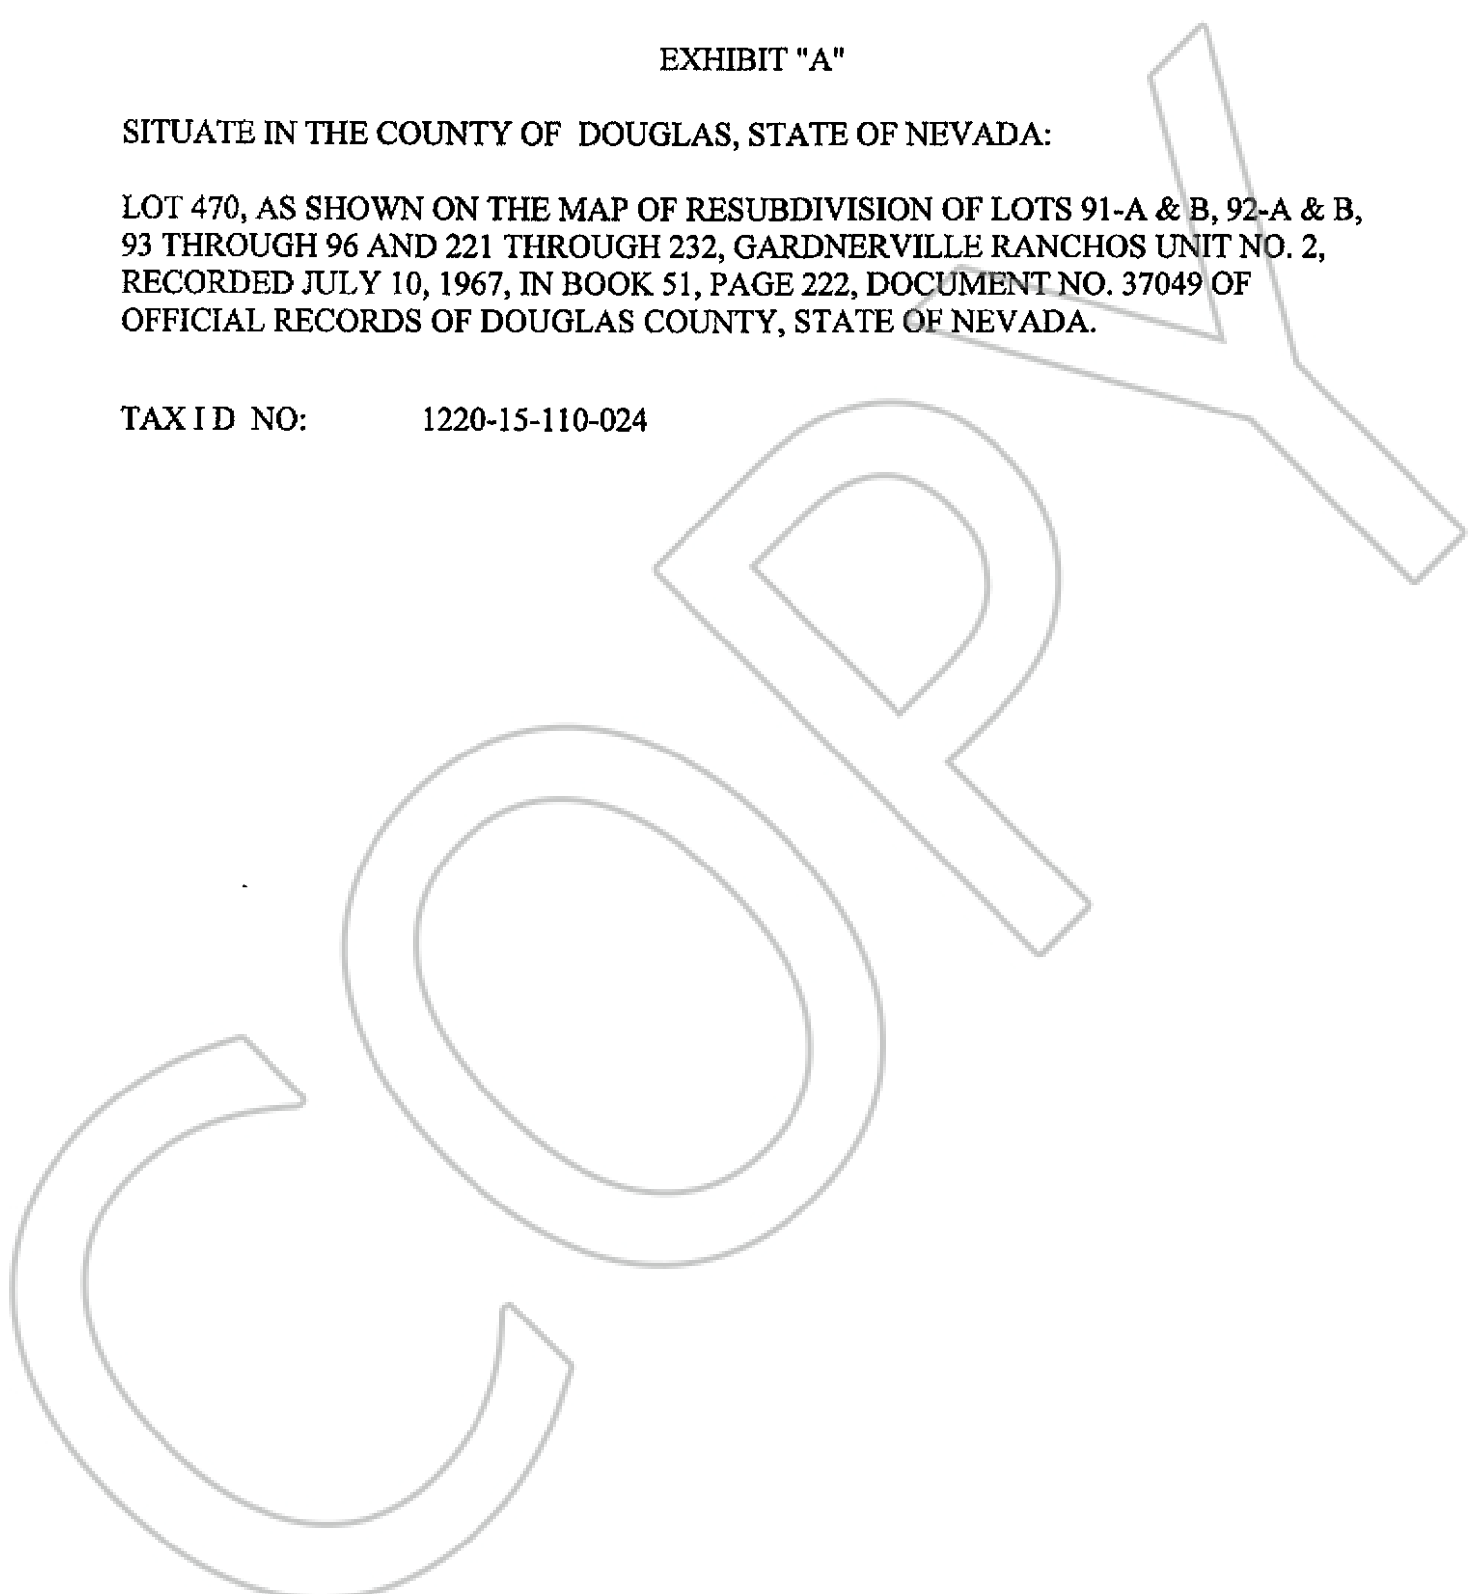 EXHIBIT "A"
SITUATE IN THE COUNTY OF DOUGLAS, STATE OF NEVADA:
LOT 470, AS SHOWN ON THE MAP OF RESUBDIVISION OF LOTS 91-A & B, 92-A & B,
93 THROUGH 96 AND 221 THROUGH 232, GARDNERVILLE RANCHOS UNIT NO. 2,
RECORDED JULY 10, 1967, IN BOOK 51, PAGE 222, DOCUMENT NO. 37049 OF
OFFICIAL RECORDS OF DOUGLAS COUNTY, STATE OF NEVADA.
TAX I D NO: 1220-15-110-024
COPY